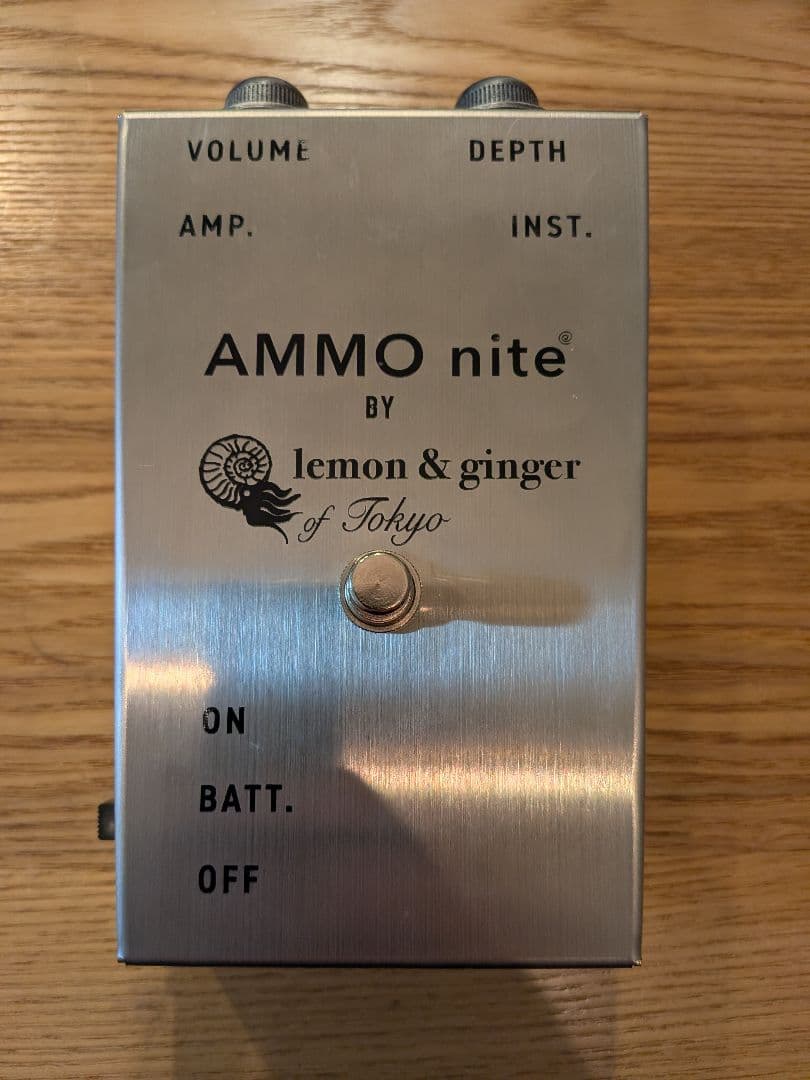 VOLUME DEPTH
AMP. INST.
AMMO nite
BY
lemon & ginger
of Tokyo
ON
BATT.
OFF